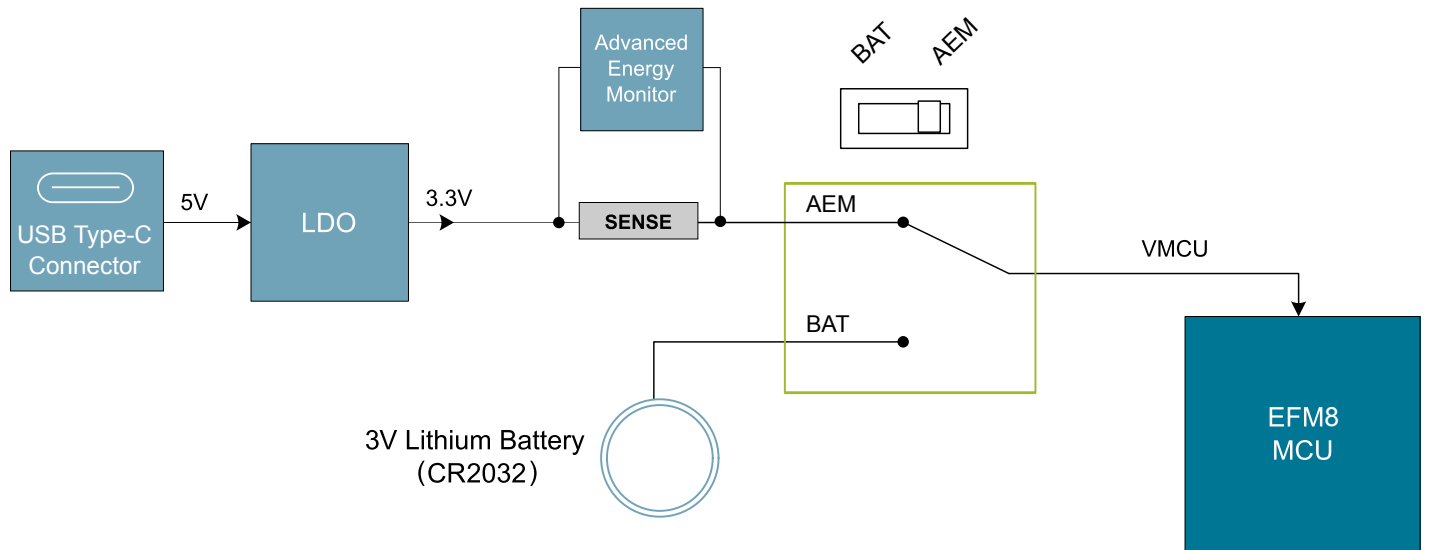 BAT
AEM
Advanced
Energy
Monitor
USB Type-C
Connector
5V
LDO
3.3V
SENSE
AEM
VMCU
BAT
3V Lithium Battery
(CR2032)
EFM8
MCU